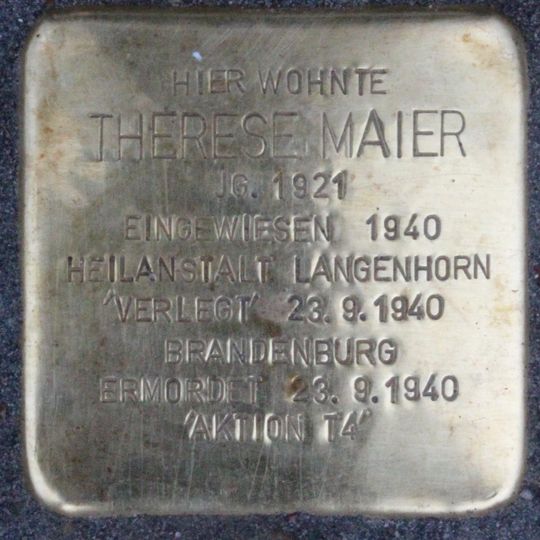 HIER WOHNTE
THERESE MAIER
JG. 1921
EINGEWIESEN 1940
HEILANSTALT LANGENHORN
'VERLEGT' 23.9.1940
BRANDENBURG
ERMORDET 23.9.1940
'AKTION T4'